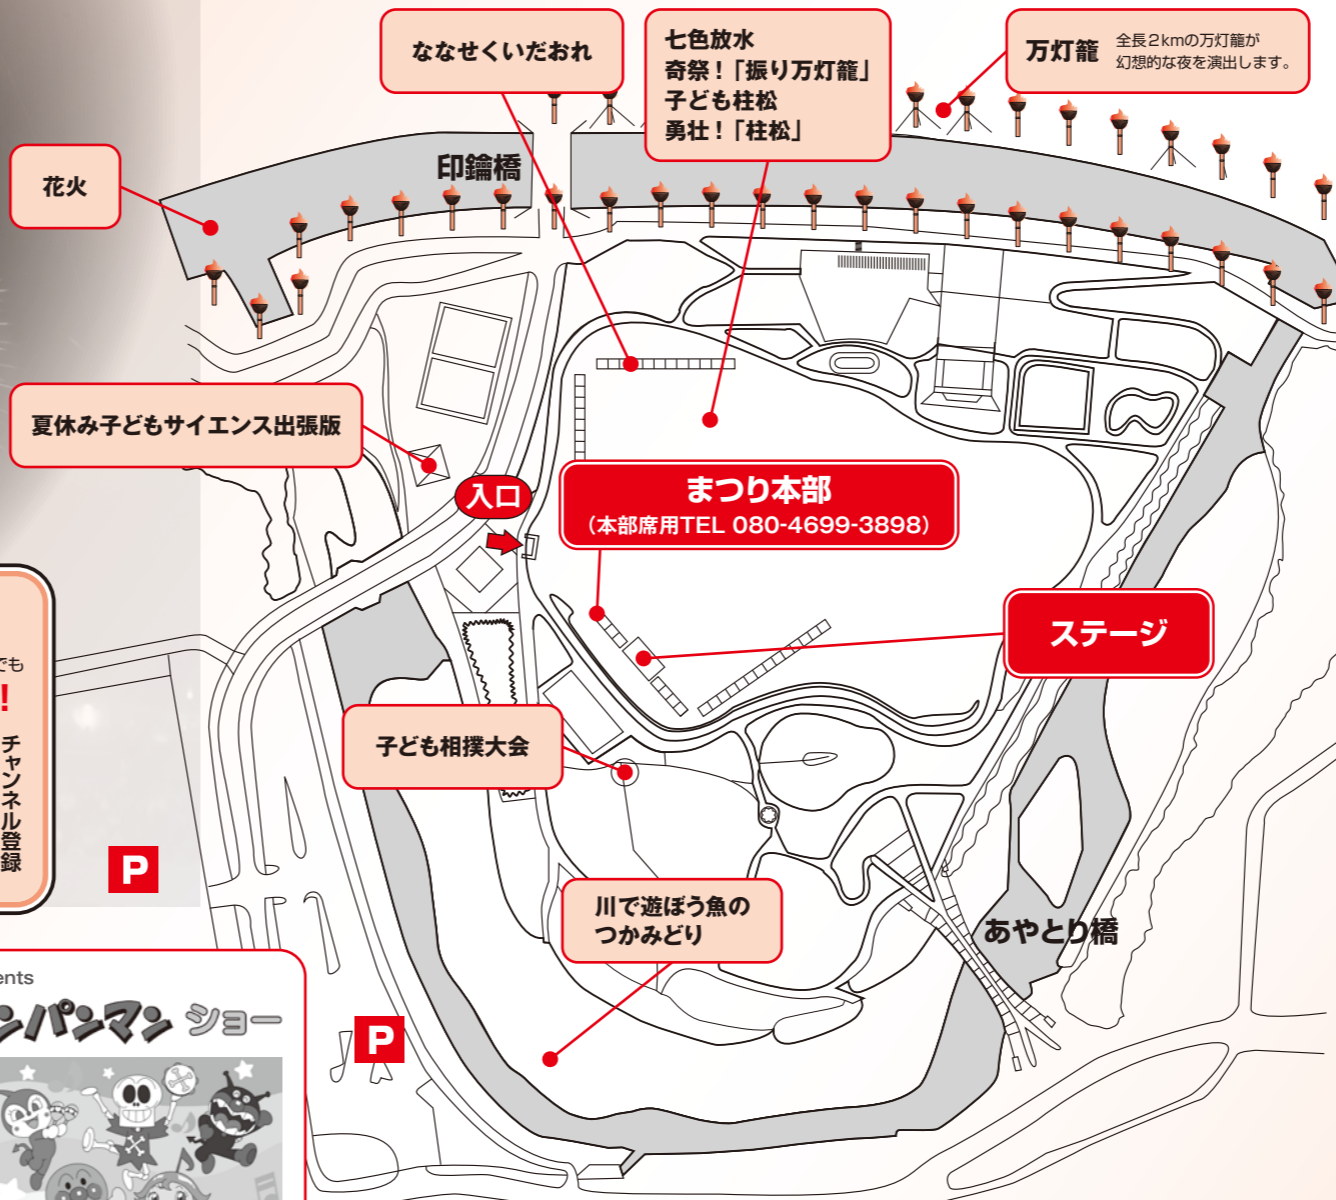 ななせくいだおれ
七色放水
奇祭!「振り万灯籠」
子ども柱松
勇壮!「柱松」
万灯籠
全長2kmの万灯籠が
幻想的な夜を演出します。
花火
印鑰橋
夏休み子どもサイエンス出張版
入口
まつり本部
(本部席用TEL 080-4699-3898)
ステージ
でも
!
チャンネル登録
子ども相撲大会
P
川で遊ぼう魚の
つかみどり
あやとり橋
P
ents
ンパンマン ショー